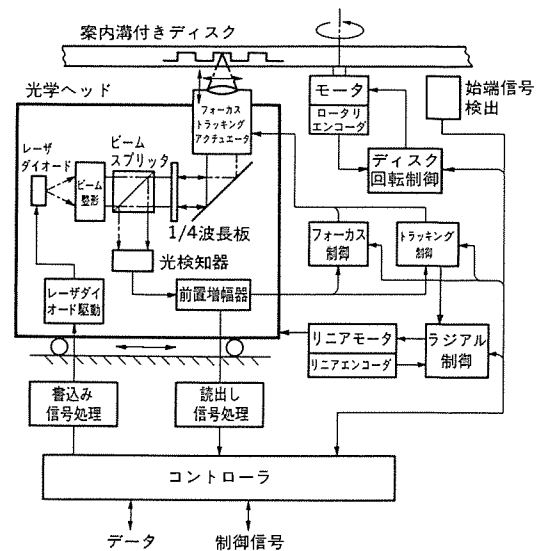 案内溝付きディスク
光学ヘッド
フォーカス
トラッキング
アクチュエータ
モータ
ロータリ
エンコーダ
始端信号
検出
レーザ
ダイオード
ビーム
整形
ビーム
スプリッタ
1/4波長板
ディスク
回転制御
光検知器
フォーカス
制御
トラッキング
制御
レーザダイ
オード駆動
前置増幅器
リニアモータ
リニアエンコーダ
ラジアル
制御
書込み
信号処理
読出し
信号処理
コントローラ
データ
制御信号